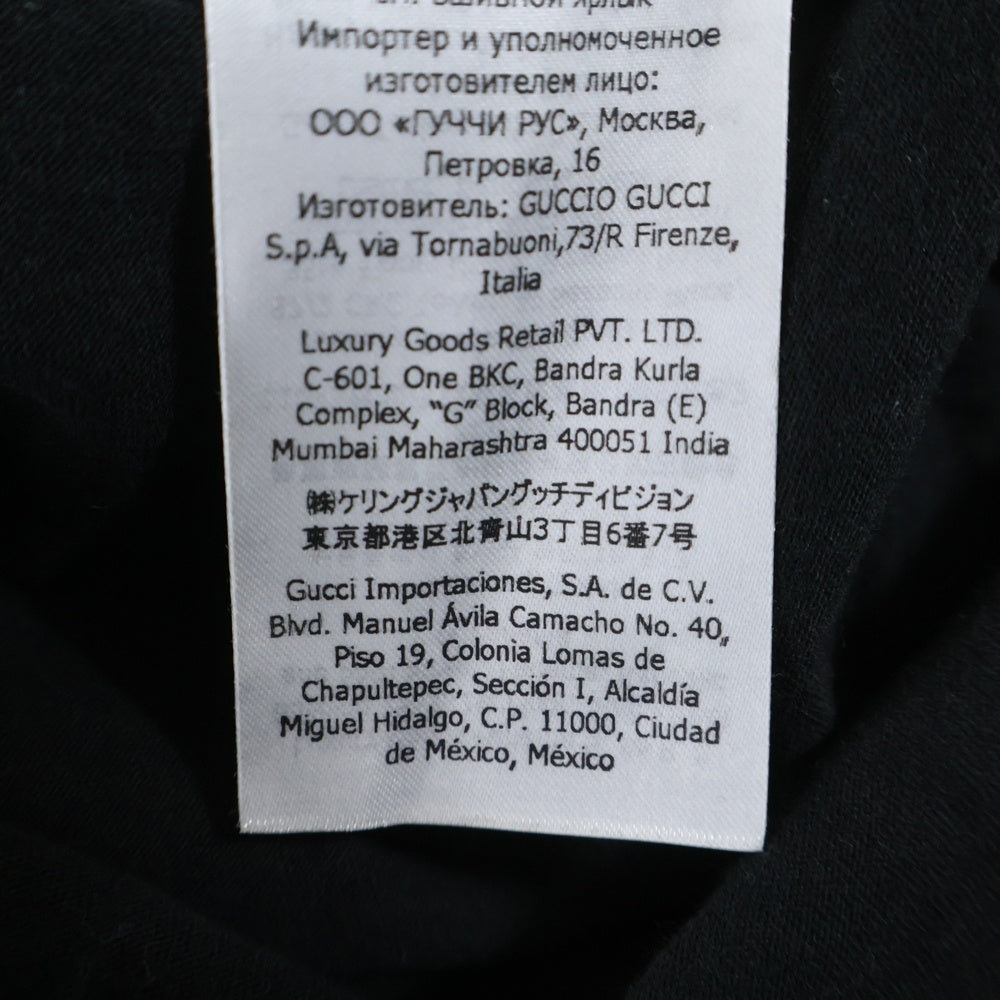 см. вшивной ярлык
Импортер и уполномоченное
изготовителем лицо:
ООО «ГУЧЧИ РУС», Москва,
Петровка, 16
Изготовитель: GUCCIO GUCCI
S.p.A, via Tornabuoni,73/R Firenze,
Italia
Luxury Goods Retail PVT. LTD.
C-601, One BKC, Bandra Kurla
Complex, “G” Block, Bandra (E)
Mumbai Maharashtra 400051 India
㈱ケリングジャパングッチディビジョン
東京都港区北青山3丁目6番7号
Gucci Importaciones, S.A. de C.V.
Blvd. Manuel Ávila Camacho No. 40,
Piso 19, Colonia Lomas de
Chapultepec, Sección I, Alcaldía
Miguel Hidalgo, C.P. 11000, Ciudad
de México, México